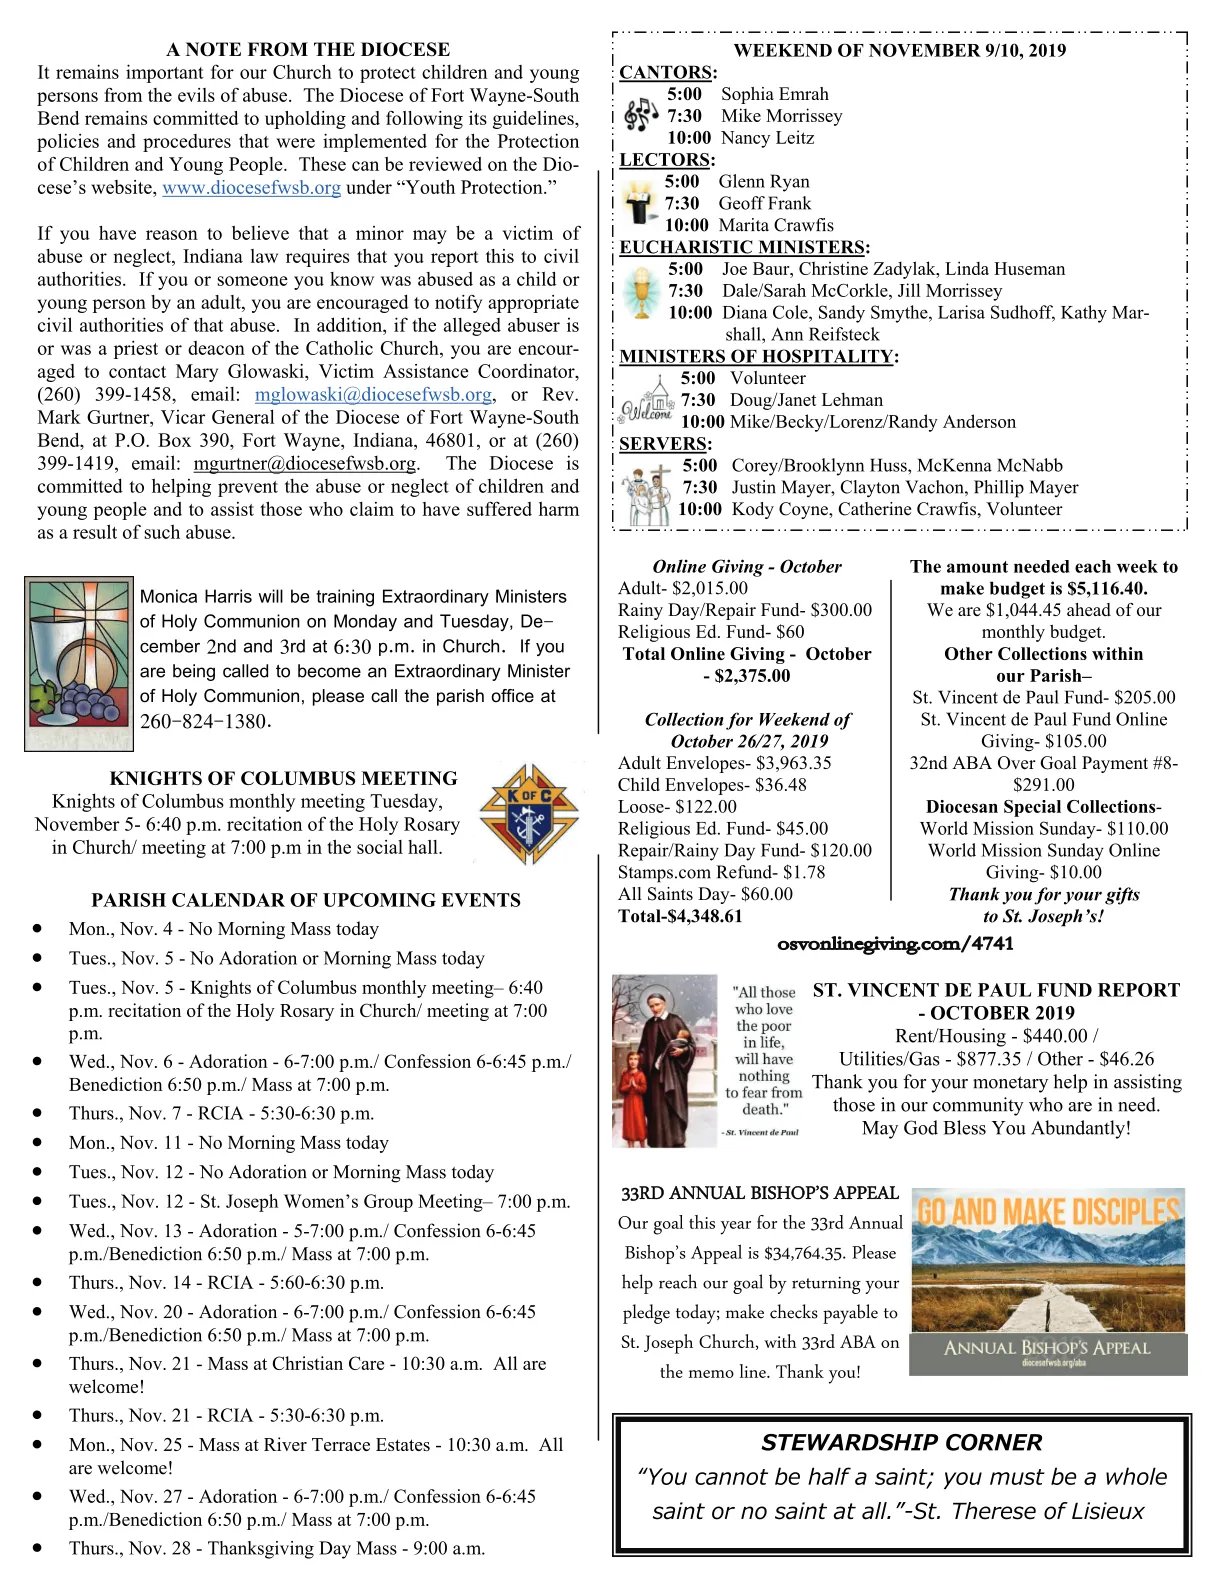 A NOTE FROM THE DIOCESE
It remains important for our Church to protect children and young
persons from the evils of abuse.  The Diocese of Fort Wayne-South
Bend remains committed to upholding and following its guidelines,
policies and procedures that were implemented for the Protection
of Children and Young People.  These can be reviewed on the Dio-
cese's website, www.diocesefwsb.org under “Youth Protection.”
If you have reason to believe that a minor may be a victim of
abuse or neglect, Indiana law requires that you report this to civil
authorities.  If you or someone you know was abused as a child or
young person by an adult, you are encouraged to notify appropriate
civil authorities of that abuse.  In addition, if the alleged abuser is
or was a priest or deacon of the Catholic Church, you are encour-
aged to contact Mary Glowaski, Victim Assistance Coordinator,
(260) 399-1458, email: mglowaski@diocesefwsb.org, or Rev.
Mark Gurtner, Vicar General of the Diocese of Fort Wayne-South
Bend, at P.O. Box 390, Fort Wayne, Indiana, 46801, or at (260)
399-1419, email: mgurtner@diocesefwsb.org.  The Diocese is
committed to helping prevent the abuse or neglect of children and
young people and to assist those who claim to have suffered harm
as a result of such abuse.
Monica Harris will be training Extraordinary Ministers
of Holy Communion on Monday and Tuesday, De-
cember 2nd and 3rd at 6:30 p.m. in Church.  If you
are being called to become an Extraordinary Minister
of Holy Communion, please call the parish office at
260-824-1380.
KNIGHTS OF COLUMBUS MEETING
Knights of Columbus monthly meeting Tuesday,
November 5- 6:40 p.m. recitation of the Holy Rosary
in Church/ meeting at 7:00 p.m in the social hall.
K OF C
PARISH CALENDAR OF UPCOMING EVENTS
• Mon., Nov. 4 - No Morning Mass today
• Tues., Nov. 5 - No Adoration or Morning Mass today
• Tues., Nov. 5 - Knights of Columbus monthly meeting– 6:40
p.m. recitation of the Holy Rosary in Church/ meeting at 7:00
p.m.
• Wed., Nov. 6 - Adoration - 6-7:00 p.m./ Confession 6-6:45 p.m./
Benediction 6:50 p.m./ Mass at 7:00 p.m.
• Thurs., Nov. 7 - RCIA - 5:30-6:30 p.m.
• Mon., Nov. 11 - No Morning Mass today
• Tues., Nov. 12 - No Adoration or Morning Mass today
• Tues., Nov. 12 - St. Joseph Women's Group Meeting– 7:00 p.m.
• Wed., Nov. 13 - Adoration - 5-7:00 p.m./ Confession 6-6:45
p.m./Benediction 6:50 p.m./ Mass at 7:00 p.m.
• Thurs., Nov. 14 - RCIA - 5:60-6:30 p.m.
• Wed., Nov. 20 - Adoration - 6-7:00 p.m./ Confession 6-6:45
p.m./Benediction 6:50 p.m./ Mass at 7:00 p.m.
• Thurs., Nov. 21 - Mass at Christian Care - 10:30 a.m.  All are
welcome!
• Thurs., Nov. 21 - RCIA - 5:30-6:30 p.m.
• Mon., Nov. 25 - Mass at River Terrace Estates - 10:30 a.m.  All
are welcome!
• Wed., Nov. 27 - Adoration - 6-7:00 p.m./ Confession 6-6:45
p.m./Benediction 6:50 p.m./ Mass at 7:00 p.m.
• Thurs., Nov. 28 - Thanksgiving Day Mass - 9:00 a.m.
WEEKEND OF NOVEMBER 9/10, 2019
CANTORS:
5:00 Sophia Emrah
7:30 Mike Morrissey
10:00 Nancy Leitz
LECTORS:
5:00 Glenn Ryan
7:30 Geoff Frank
10:00 Marita Crawfis
EUCHARISTIC MINISTERS:
5:00 Joe Baur, Christine Zadylak, Linda Huseman
7:30 Dale/Sarah McCorkle, Jill Morrissey
10:00 Diana Cole, Sandy Smythe, Larisa Sudhoff, Kathy Mar-
shall, Ann Reifsteck
MINISTERS OF HOSPITALITY:
Welcome
5:00 Volunteer
7:30 Doug/Janet Lehman
10:00 Mike/Becky/Lorenz/Randy Anderson
SERVERS:
5:00 Corey/Brooklynn Huss, McKenna McNabb
7:30 Justin Mayer, Clayton Vachon, Phillip Mayer
10:00 Kody Coyne, Catherine Crawfis, Volunteer
Online Giving - October
Adult- $2,015.00
Rainy Day/Repair Fund- $300.00
Religious Ed. Fund- $60
Total Online Giving -  October
- $2,375.00
Collection for Weekend of
October 26/27, 2019
Adult Envelopes- $3,963.35
Child Envelopes- $36.48
Loose- $122.00
Religious Ed. Fund- $45.00
Repair/Rainy Day Fund- $120.00
Stamps.com Refund- $1.78
All Saints Day- $60.00
Total-$4,348.61
The amount needed each week to
make budget is $5,116.40.
We are $1,044.45 ahead of our
monthly budget.
Other Collections within
our Parish–
St. Vincent de Paul Fund- $205.00
St. Vincent de Paul Fund Online
Giving- $105.00
32nd ABA Over Goal Payment #8-
$291.00
Diocesan Special Collections-
World Mission Sunday- $110.00
World Mission Sunday Online
Giving- $10.00
Thank you for your gifts
to St. Joseph's!
osvonlinegiving.com/4741
"All those
who love
the poor
in life,
will have
nothing
to fear from
death."
- St. Vincent de Paul
ST. VINCENT DE PAUL FUND REPORT
- OCTOBER 2019
Rent/Housing - $440.00 /
Utilities/Gas - $877.35 / Other - $46.26
Thank you for your monetary help in assisting
those in our community who are in need.
May God Bless You Abundantly!
33RD ANNUAL BISHOP'S APPEAL
Our goal this year for the 33rd Annual
Bishop's Appeal is $34,764.35. Please
help reach our goal by returning your
pledge today; make checks payable to
St. Joseph Church, with 33rd ABA on
the memo line. Thank you!
GO AND MAKE DISCIPLES
ANNUAL BISHOP'S APPEAL
diocesefwsb.org/aba
STEWARDSHIP CORNER
“You cannot be half a saint; you must be a whole
saint or no saint at all.”-St. Therese of Lisieux